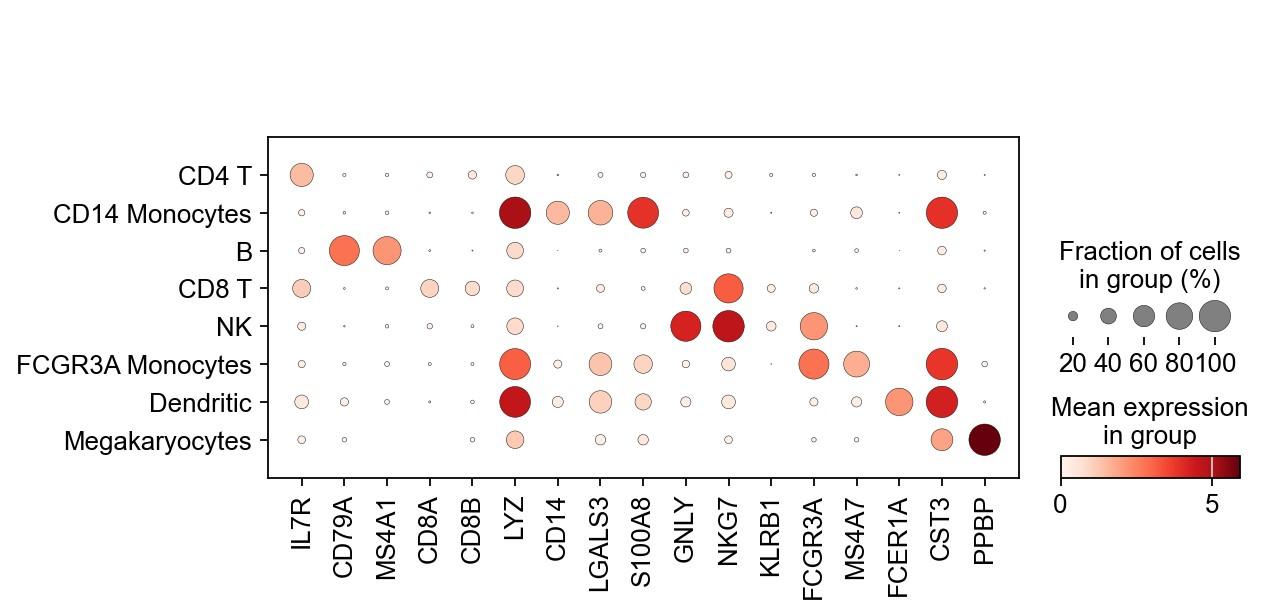 CD4 T
CD14 Monocytes
B
CD8 T
NK
FCGR3A Monocytes
Dendritic
Megakaryocytes
IL7R
CD79A
MS4A1
CD8A
CD8B
LYZ
CD14
LGALS3
S100A8
GNLY
NKG7
KLRB1
FCGR3A
MS4A7
FCER1A
CST3
PPBP
Fraction of cells
in group (%)
20 40 60 80 100
Mean expression
in group
0 5